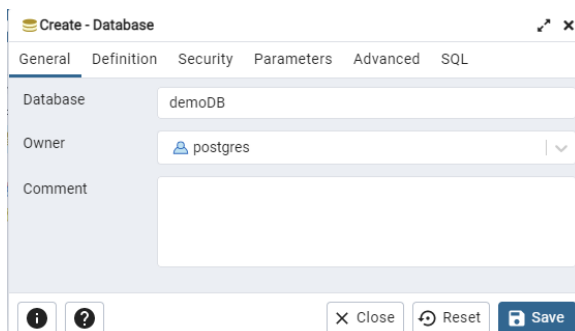 Create - Database
General Definition Security Parameters Advanced SQL
Database demoDB
Owner postgres
Comment
Close Reset Save